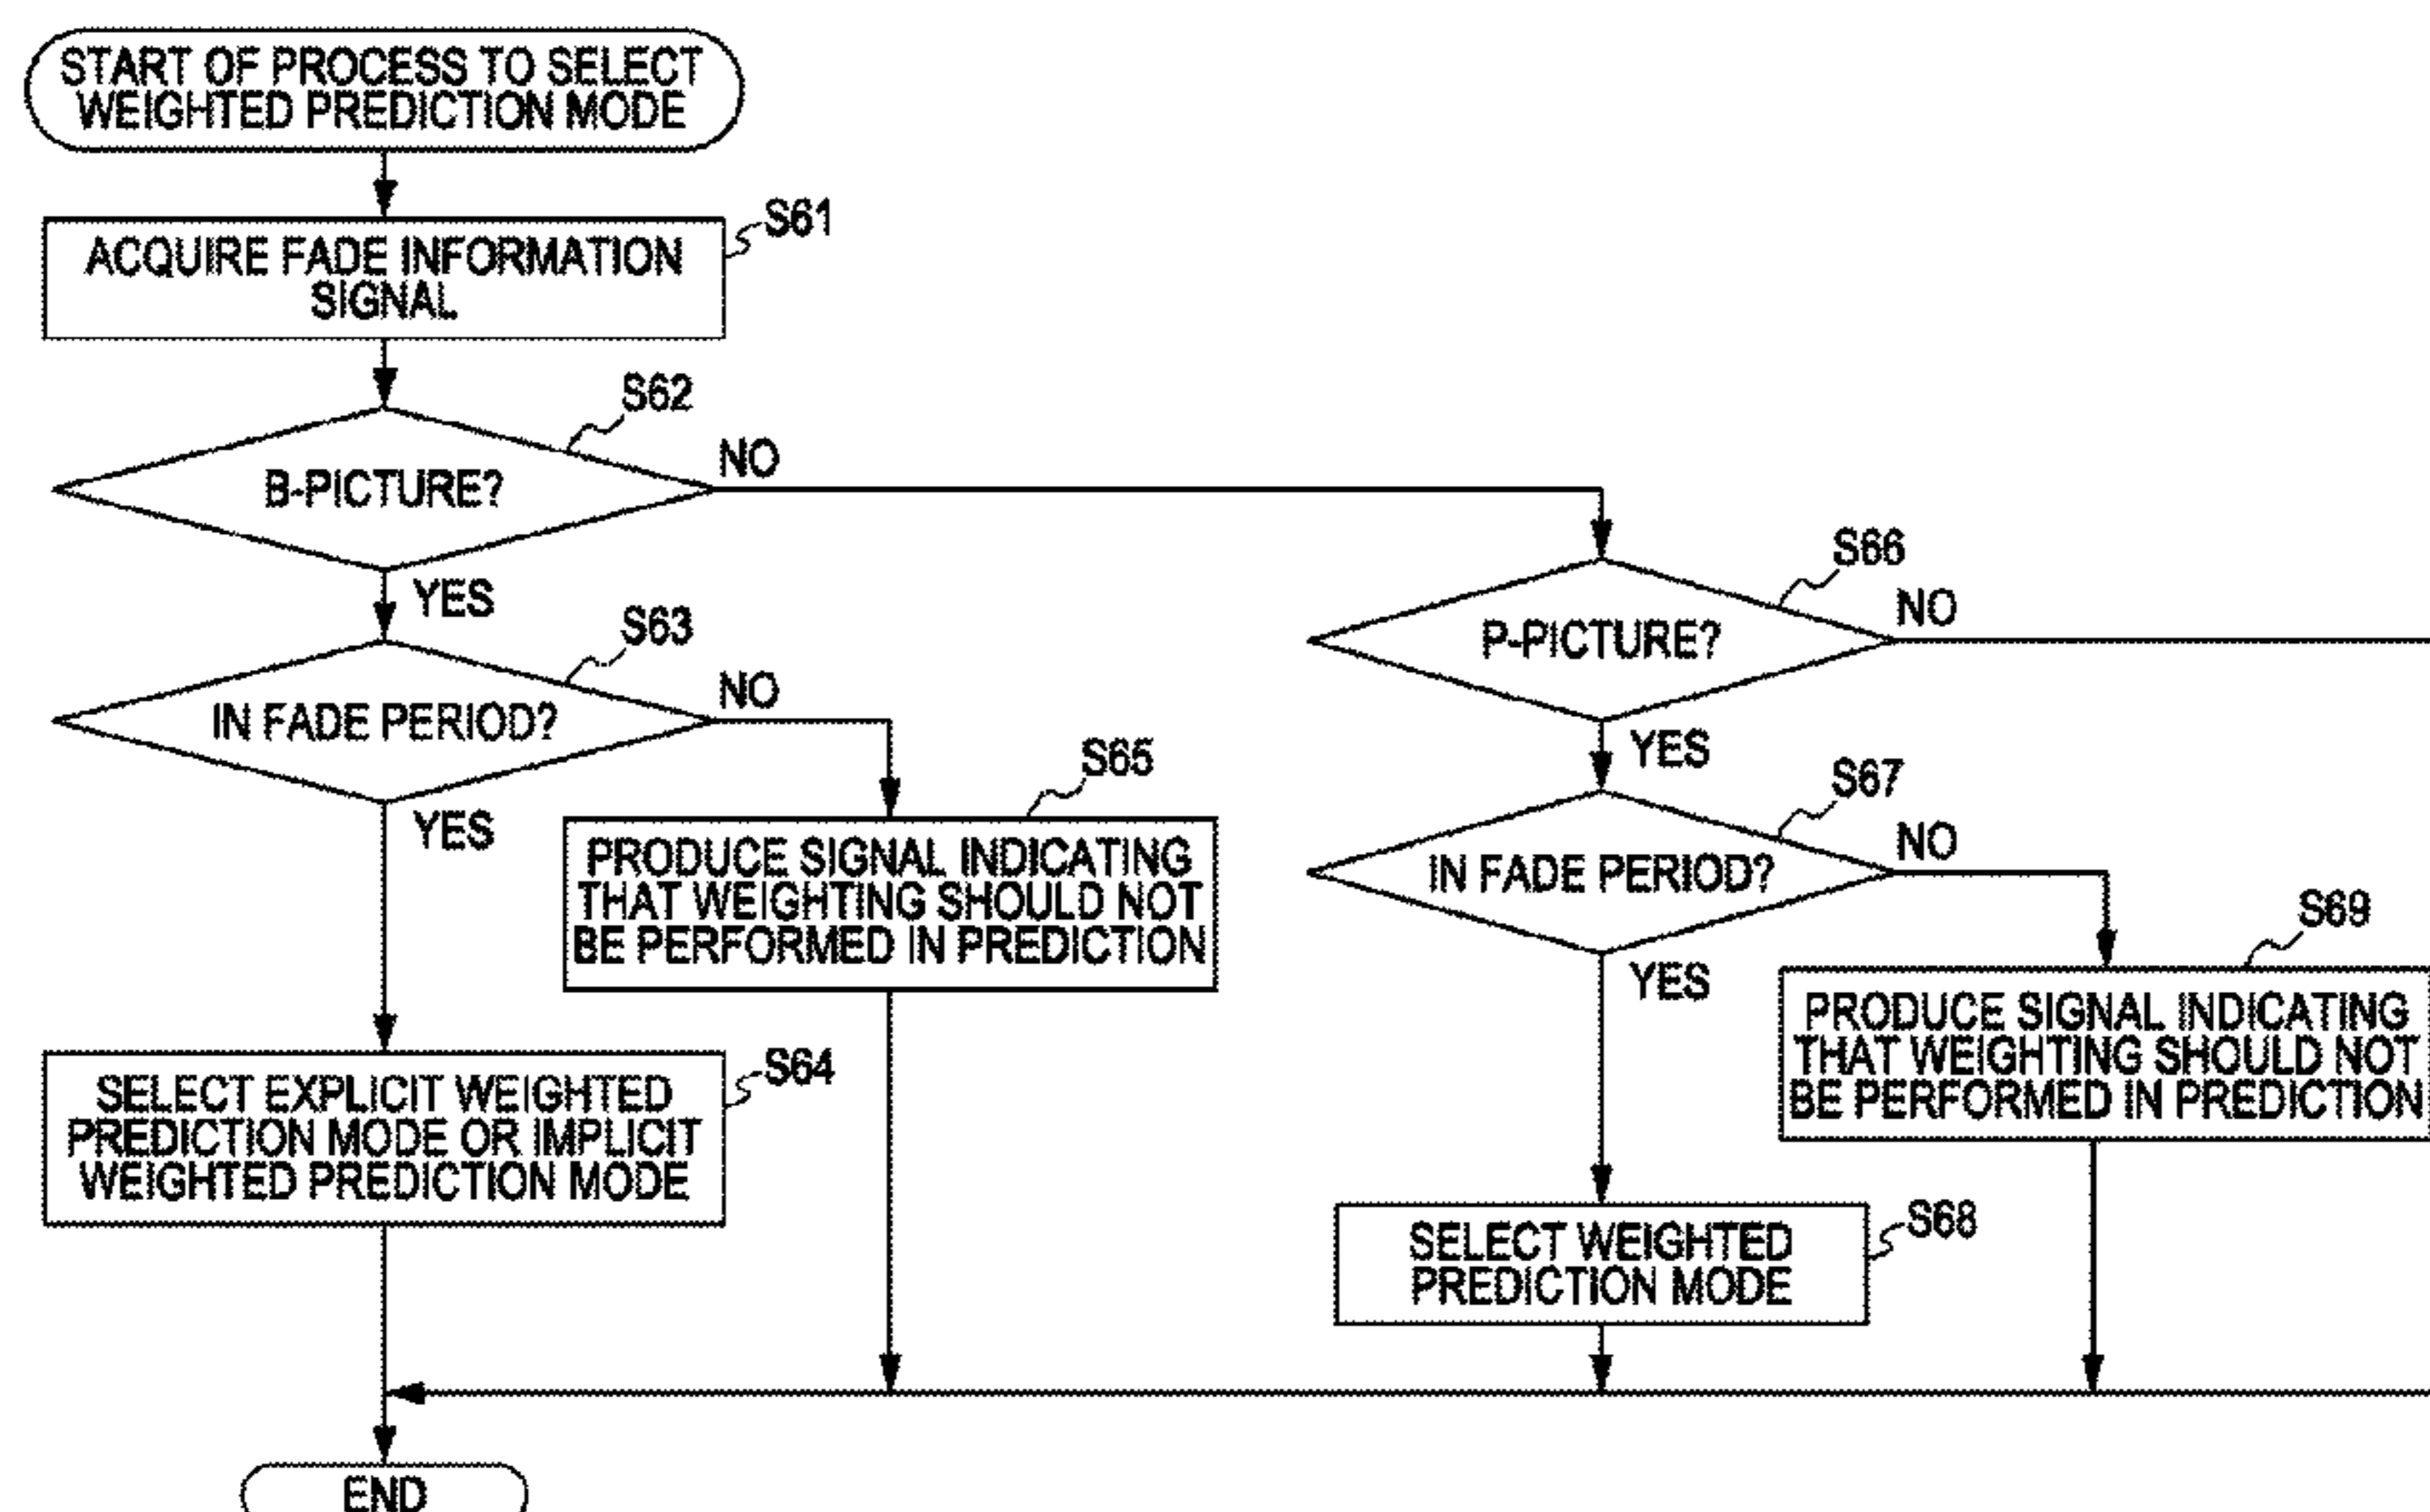 START OF PROCESS TO SELECT
WEIGHTED PREDICTION MODE
S61
ACQUIRE FADE INFORMATION
SIGNAL
S62
B-PICTURE?
NO
YES
S63
IN FADE PERIOD?
NO
YES
S65
PRODUCE SIGNAL INDICATING
THAT WEIGHTING SHOULD NOT
BE PERFORMED IN PREDICTION
S64
SELECT EXPLICIT WEIGHTED
PREDICTION MODE OR IMPLICIT
WEIGHTED PREDICTION MODE
S66
P-PICTURE?
NO
YES
S67
IN FADE PERIOD?
NO
YES
S69
PRODUCE SIGNAL INDICATING
THAT WEIGHTING SHOULD NOT
BE PERFORMED IN PREDICTION
S68
SELECT WEIGHTED
PREDICTION MODE
END